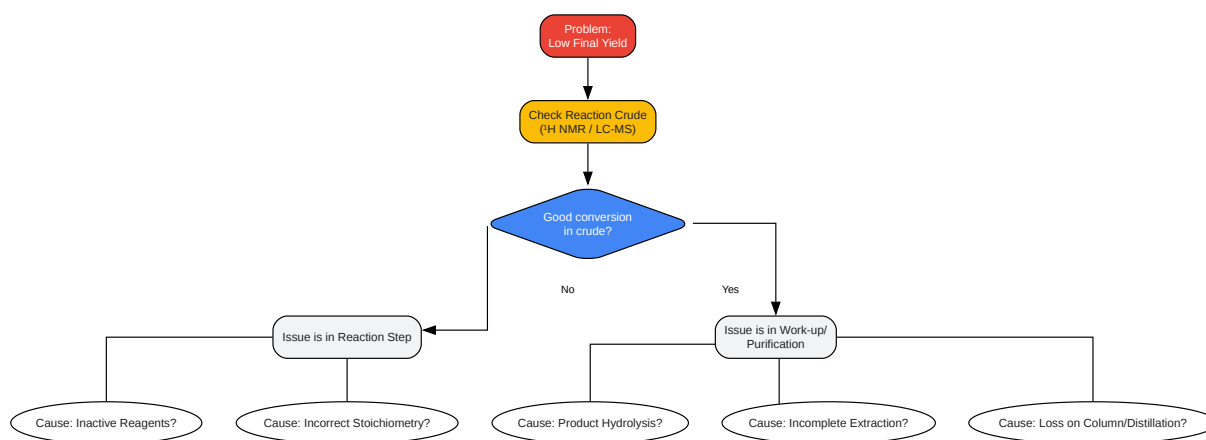 Problem:
Low Final Yield
Check Reaction Crude
(¹H NMR / LC-MS)
Good conversion
in crude?
No
Yes
Issue is in Reaction Step
Issue is in Work-up/
Purification
Cause: Inactive Reagents?
Cause: Incorrect Stoichiometry?
Cause: Product Hydrolysis?
Cause: Incomplete Extraction?
Cause: Loss on Column/Distillation?